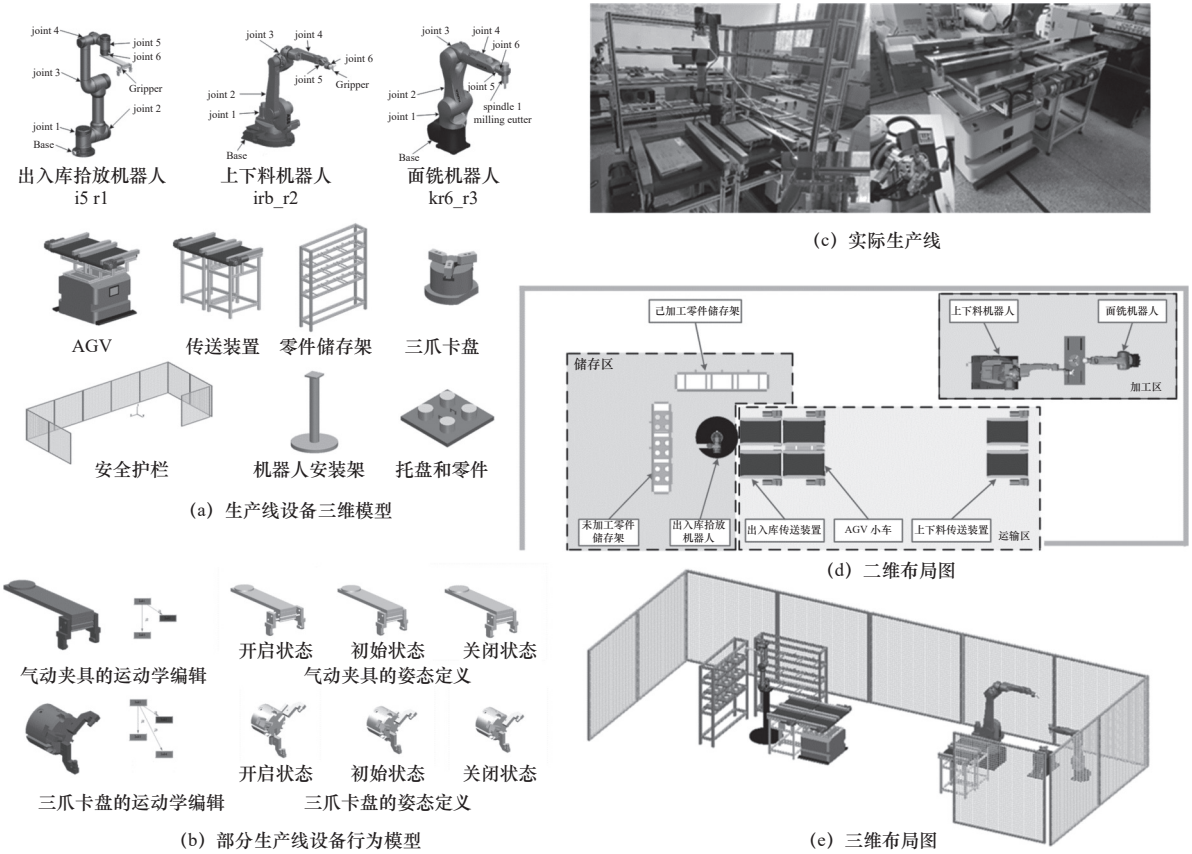 joint 4
joint 5
joint 6
Gripper
joint 3
joint 2
joint 1
Base
出入库拾放机器人
i5 r1
joint 3
joint 4
joint 6
joint 5
Gripper
joint 2
joint 1
Base
上下料机器人
irb_r2
joint 3
joint 4
joint 6
joint 5
joint 2
spindle 1
joint 1
milling eutter
Base
面铣机器人
kr6_r3
AGV
传送装置
零件储存架
三爪卡盘
安全护栏
机器人安装架
托盘和零件
(a) 生产线设备三维模型
气动夹具的运动学编辑
开启状态
初始状态
关闭状态
气动夹具的姿态定义
三爪卡盘的运动学编辑
开启状态
初始状态
关闭状态
三爪卡盘的姿态定义
(b) 部分生产线设备行为模型
(c) 实际生产线
已加工零件储存架
储存区
上下料机器人
面铣机器人
加工区
未加工零件
储存架
出入库拾放
机器人
出入库传送装置
AGV 小车
上下料传送装置
运输区
(d) 二维布局图
(e) 三维布局图